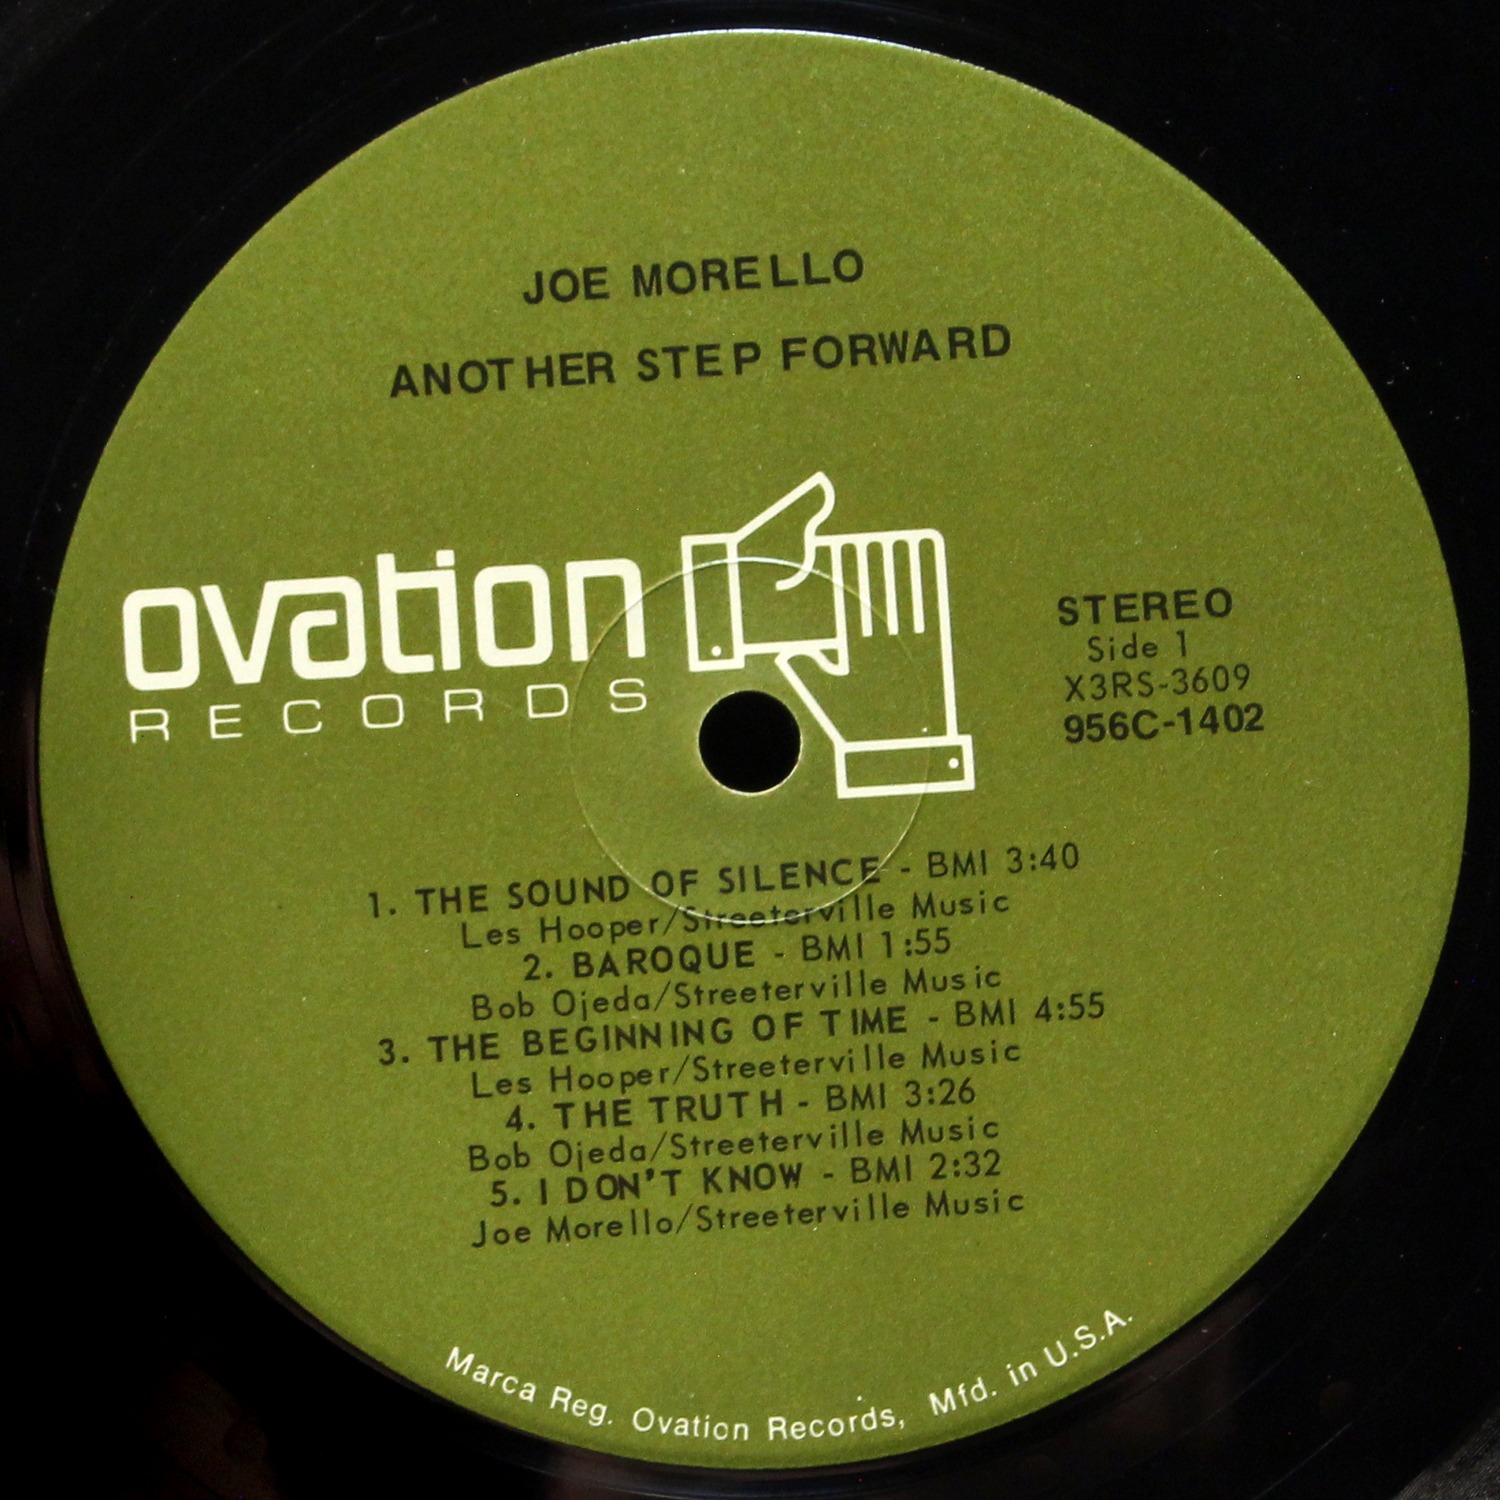 JOE MORELLO
ANOTHER STEP FORWARD
ovation
RECORDS
STEREO
Side 1
X3RS-3609
956C-1402
1. THE SOUND OF SILENCE - BMI 3:40
Les Hooper/Streeterville Music
2. BAROQUE - BMI 1:55
Bob Ojeda/Streeterville Music
3. THE BEGINNING OF TIME - BMI 4:55
Les Hooper/Streeterville Music
4. THE TRUTH - BMI 3:26
Bob Ojeda/Streeterville Music
5. I DON'T KNOW - BMI 2:32
Joe Morello/Streeterville Music
Marca Reg. Ovation Records, Mfd. in U.S.A.